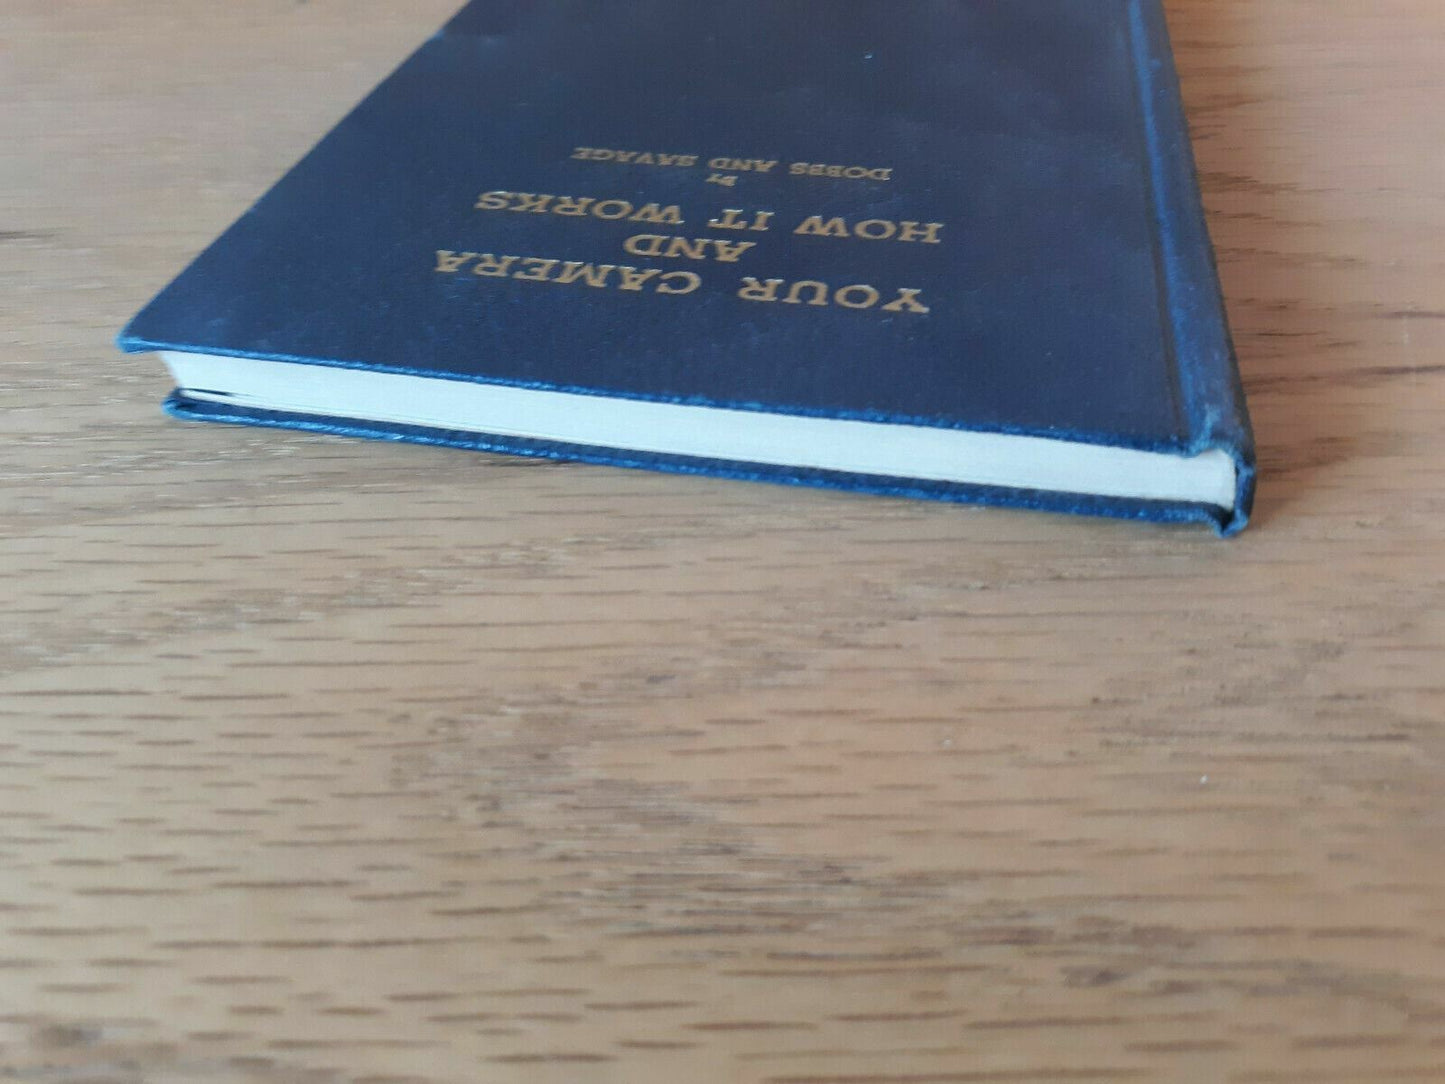 YOUR CAMERA
AND
HOW IT WORKS
BY
DOBBS AND SAVAGE